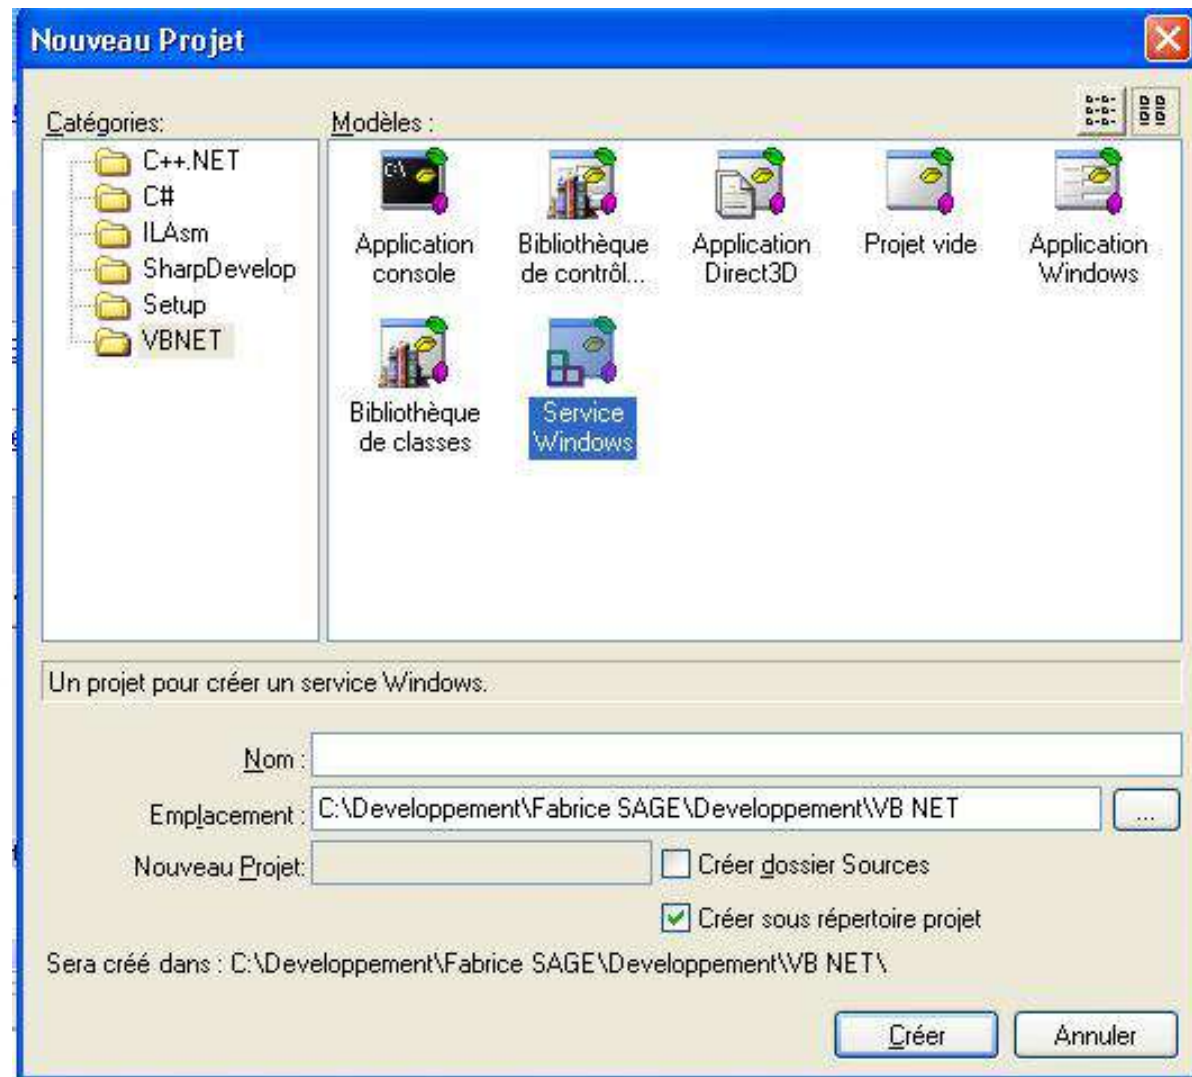 Nouveau Projet
Catégories:
Modèles :
C++.NET
C#
ILAsm
SharpDevelop
Setup
VBNET
Application
console
Bibliothèque
de contrôl...
Application
Direct3D
Projet vide
Application
Windows
Bibliothèque
de classes
Service
Windows
Un projet pour créer un service Windows.
Nom :
Emplacement : C:\Developpement\Fabrice SAGE\Developpement\VB NET ...
Nouveau Projet: Créer dossier Sources
Créer sous répertoire projet
Sera créé dans : C:\Developpement\Fabrice SAGE\Developpement\VB NET\
Créer Annuler